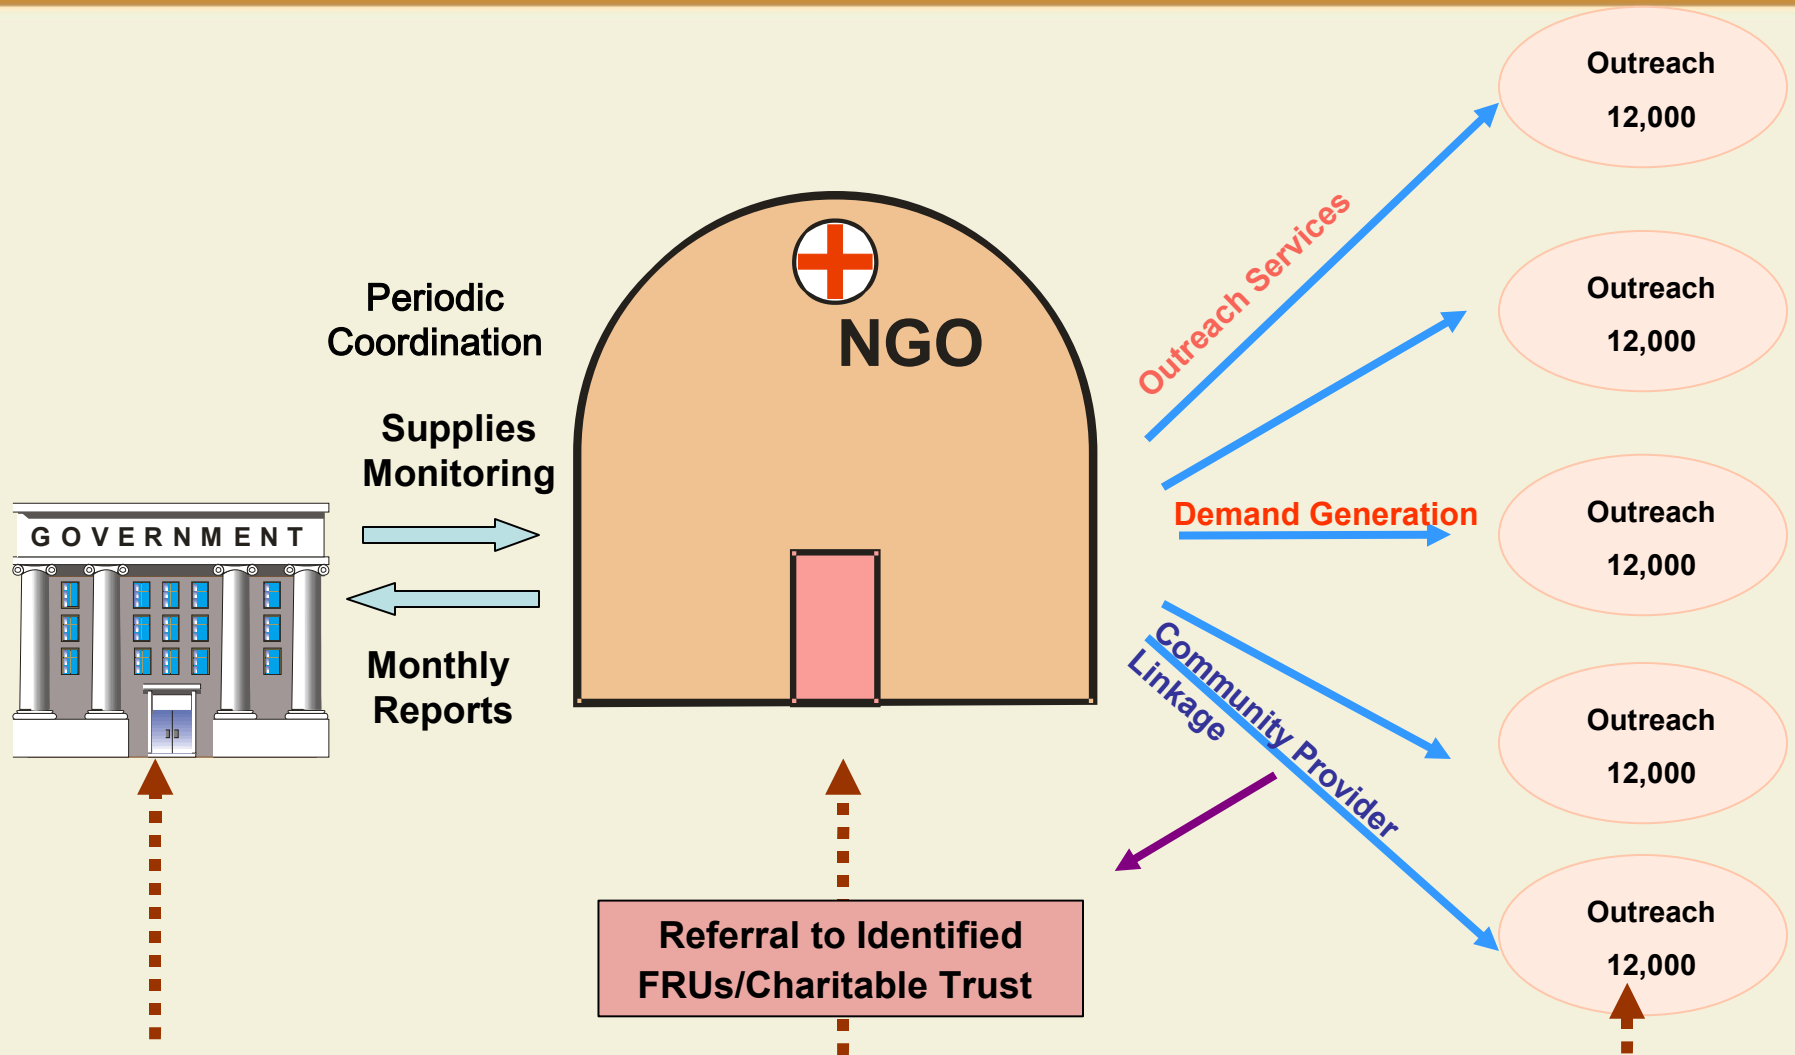 Periodic
Coordination
Supplies
Monitoring
GOVERNMENT
Monthly
Reports
NGO
Referral to Identified
FRUs/Charitable Trust
Outreach Services
Demand Generation
Community Provider
Linkage
Outreach
12,000
Outreach
12,000
Outreach
12,000
Outreach
12,000
Outreach
12,000